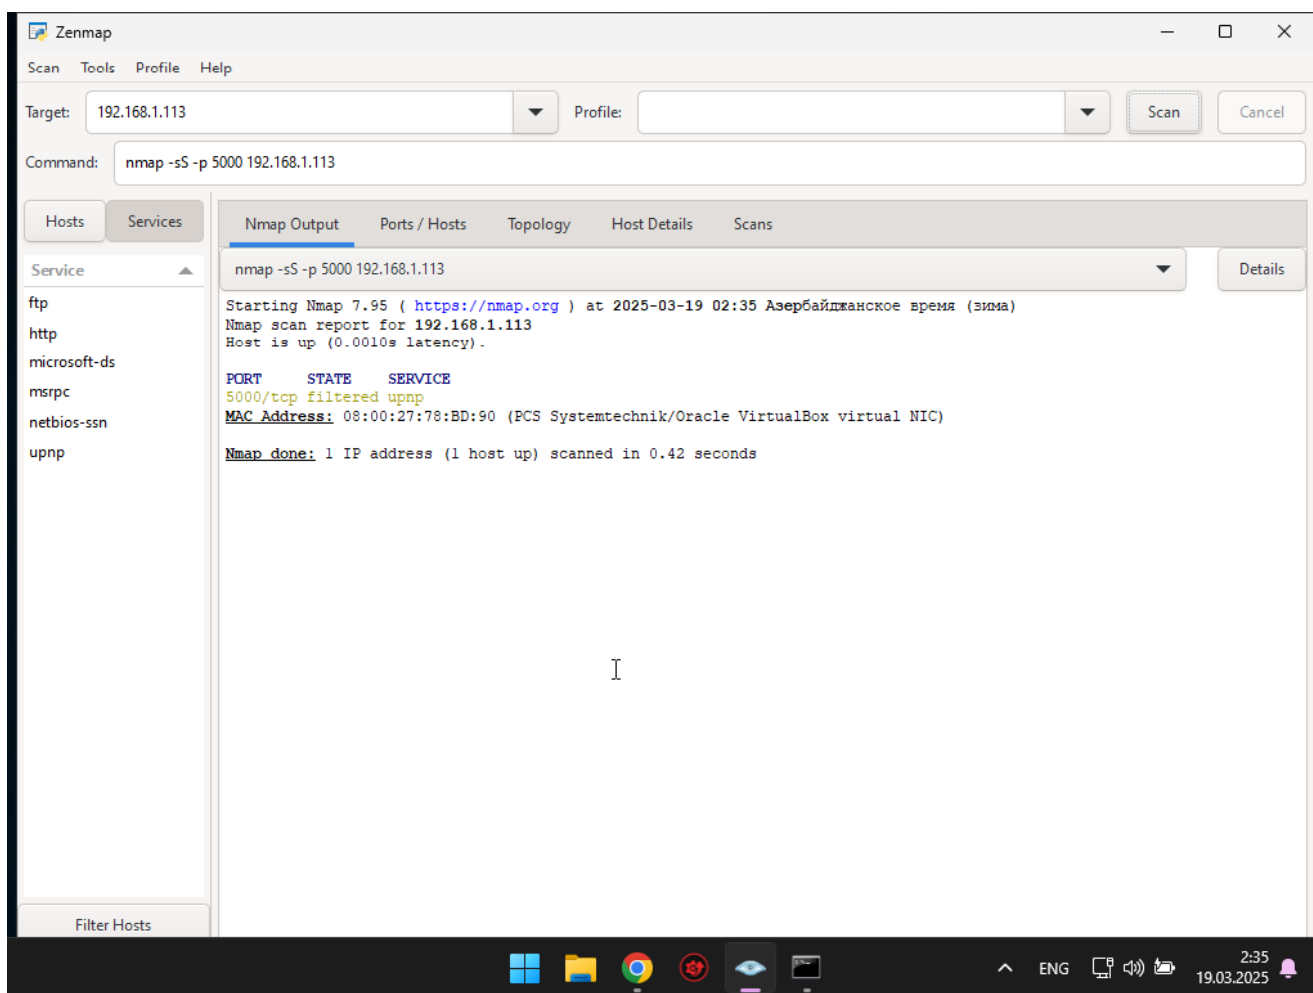 Zenmap
Scan Tools Profile Help
Target: 192.168.1.113 Profile: Scan Cancel
Command: nmap -sS -p 5000 192.168.1.113
Hosts Services
Nmap Output Ports / Hosts Topology Host Details Scans
Service
nmap -sS -p 5000 192.168.1.113 Details
ftp
http
microsoft-ds
msrpc
netbios-ssn
upnp
Starting Nmap 7.95 ( https://nmap.org ) at 2025-03-19 02:35 Азербайджанское время (зима)
Nmap scan report for 192.168.1.113
Host is up (0.0010s latency).
PORT STATE SERVICE
5000/tcp filtered upnp
MAC Address: 08:00:27:78:BD:90 (PCS Systemtechnik/Oracle VirtualBox virtual NIC)
Nmap done: 1 IP address (1 host up) scanned in 0.42 seconds
Filter Hosts
ENG
2:35
19.03.2025